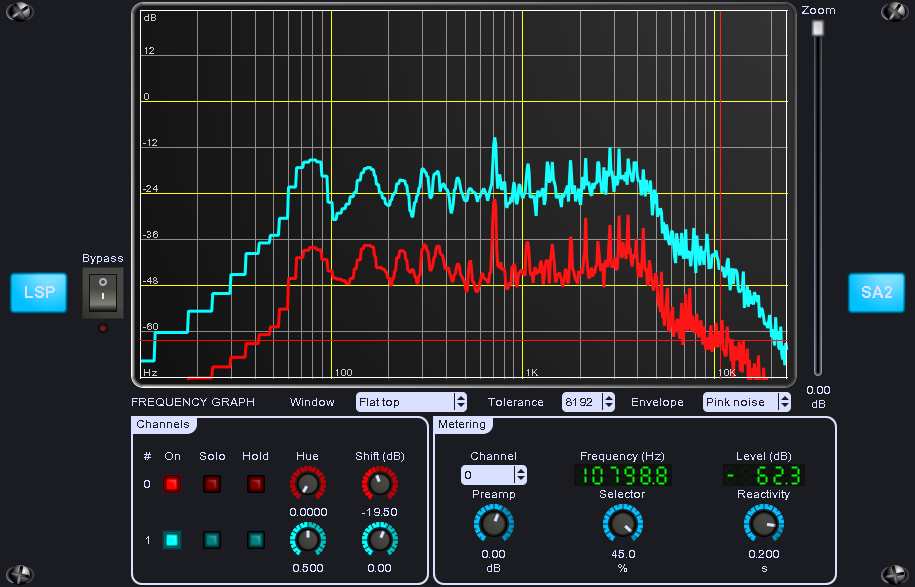 Zoom
dB
12
0
-12
-24
-36
-48
-60
Hz 100 1K 10K
Bypass
LSP
SA2
0.00
dB
FREQUENCY GRAPH Window Flat top Tolerance 8192 Envelope Pink noise
Channels
# On Solo Hold Hue Shift (dB)
0
0.0000 -19.50
1
0.500 0.00
Metering
Channel Frequency (Hz) Level (dB)
0 10798.8 - 62.3
Preamp Selector Reactivity
0.00 45.0 0.200
dB % s